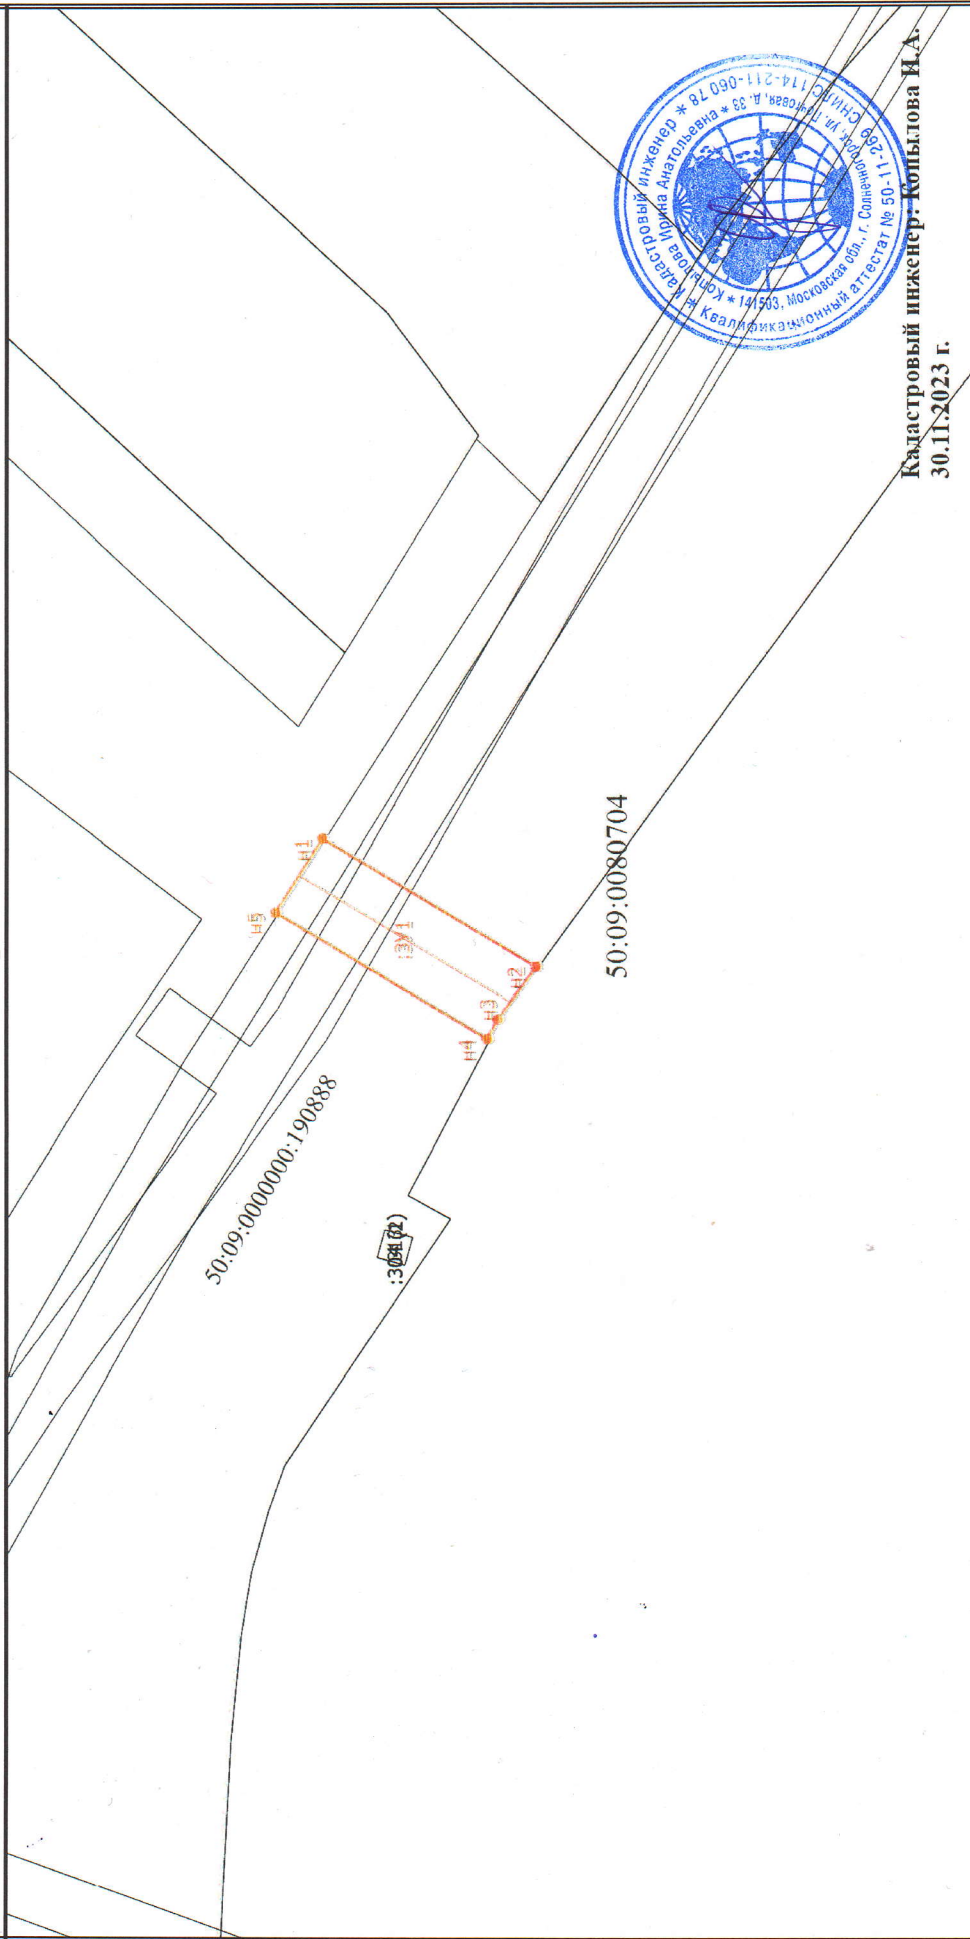 н5
н1
:ЗУ1
н2
н3
н4
50:09:0000000:190888
50:09:0080704
* Кадастровый инженер *
Квалификационный аттестат № 50-11-269 СНИЛС 114-211-060 78
Копылова Ирина Анатольевна *
141503, Московская обл., г. Солнечногорск, ул. Почтовая, д. 33 *
Кадастровый инженер: Копылова И.А.
30.11.2023 г.